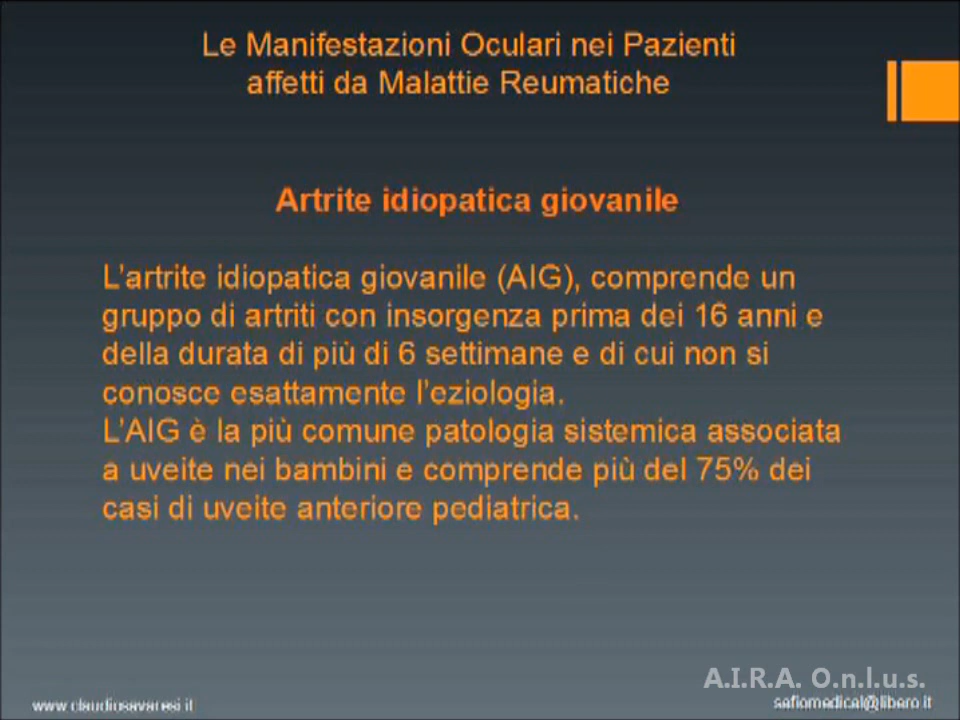 Le Manifestazioni Oculari nei Pazienti
affetti da Malattie Reumatiche
Artrite idiopatica giovanile
L'artrite idiopatica giovanile (AIG), comprende un
gruppo di artriti con insorgenza prima dei 16 anni e
della durata di più di 6 settimane e di cui non si
conosce esattamente l'eziologia.
L'AIG è la più comune patologia sistemica associata
a uveite nei bambini e comprende più del 75% dei
casi di uveite anteriore pediatrica.
A.I.R.A. O.n.l.u.s.
www.claudiosavaresi.it
safiomedical@libero.it